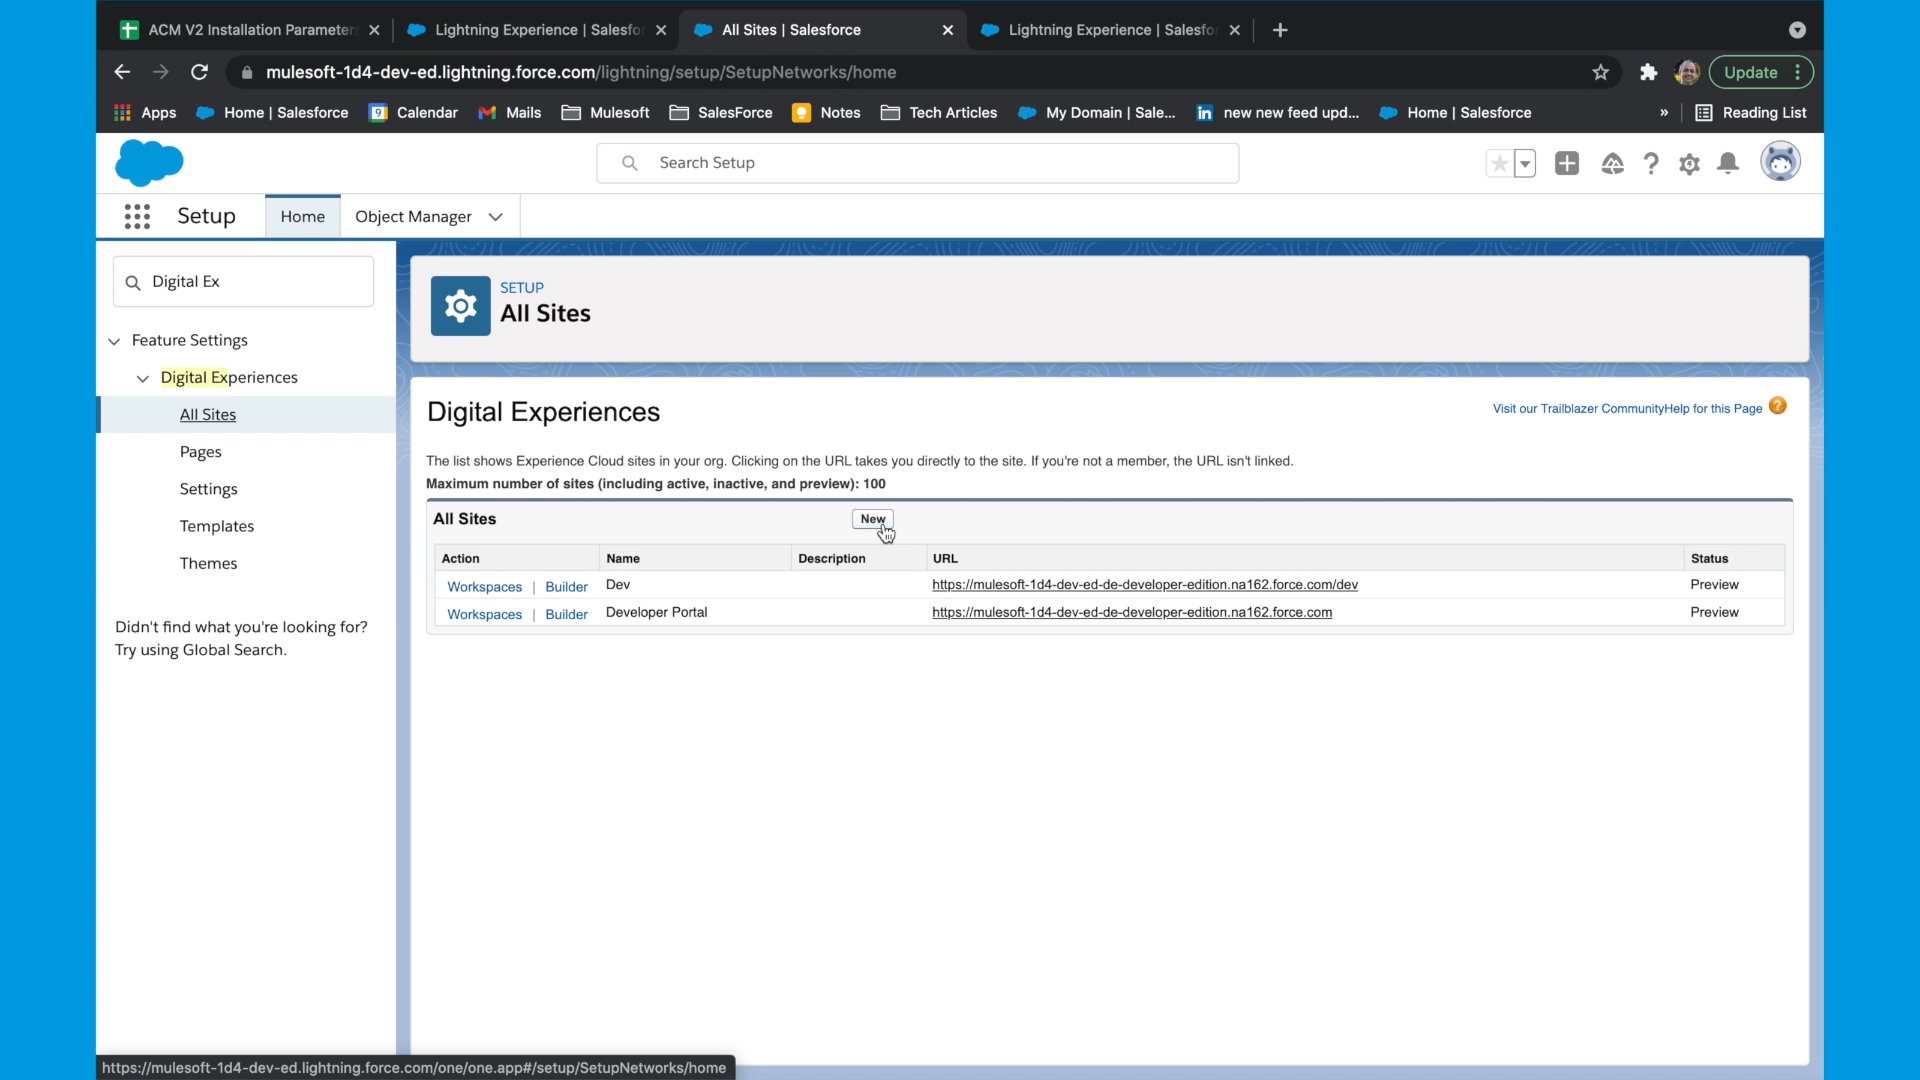 ACM V2 Installation Parameter
Lightning Experience | Salesfor
All Sites | Salesforce
Lightning Experience | Salesfor
mulesoft-1d4-dev-ed.lightning.force.com/lightning/setup/SetupNetworks/home
Update
Apps
Home | Salesforce
Calendar
Mails
Mulesoft
SalesForce
Notes
Tech Articles
My Domain | Sale...
new new feed upd...
Home | Salesforce
»
Reading List
Search Setup
Setup
Home
Object Manager
Digital Ex
Feature Settings
Digital Experiences
All Sites
Pages
Settings
Templates
Themes
Didn't find what you're looking for?
Try using Global Search.
SETUP
All Sites
Digital Experiences
Visit our Trailblazer CommunityHelp for this Page ?
The list shows Experience Cloud sites in your org. Clicking on the URL takes you directly to the site. If you're not a member, the URL isn't linked.
Maximum number of sites (including active, inactive, and preview): 100
All Sites
New
Action Name Description URL Status
Workspaces | Builder Dev https://mulesoft-1d4-dev-ed-de-developer-edition.na162.force.com/dev Preview
Workspaces | Builder Developer Portal https://mulesoft-1d4-dev-ed-de-developer-edition.na162.force.com Preview
https://mulesoft-1d4-dev-ed.lightning.force.com/one/one.app#/setup/SetupNetworks/home